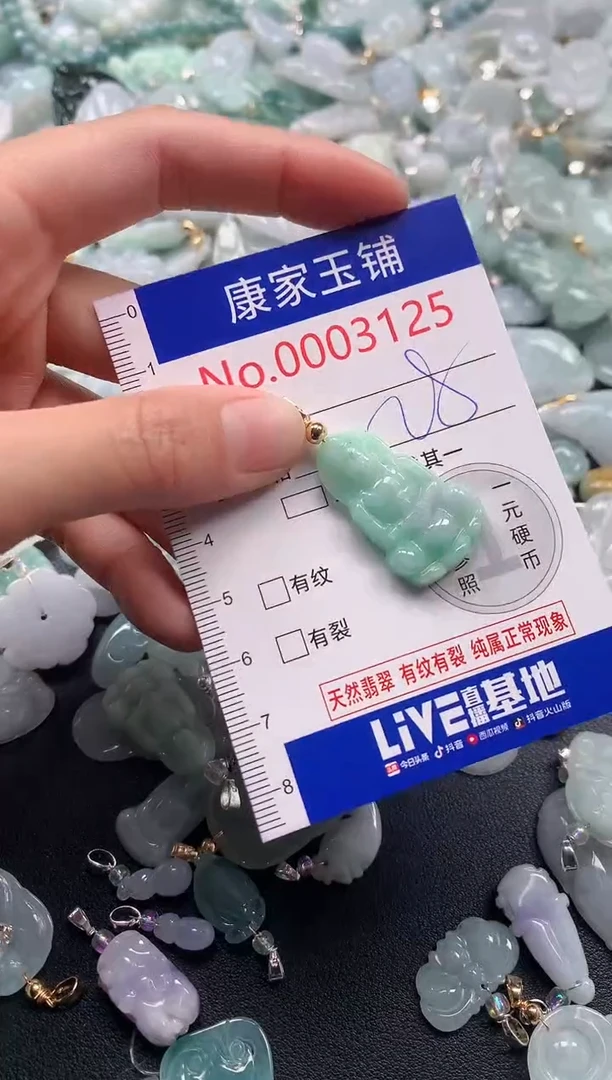 康家玉铺
No.0003125
28
其一
一元硬币
照
有纹
有裂
天然翡翠 有纹有裂 纯属正常现象
LiVE直播基地
今日头条 抖音 西瓜视频 抖音火山版
0
1
4
5
6
7
8